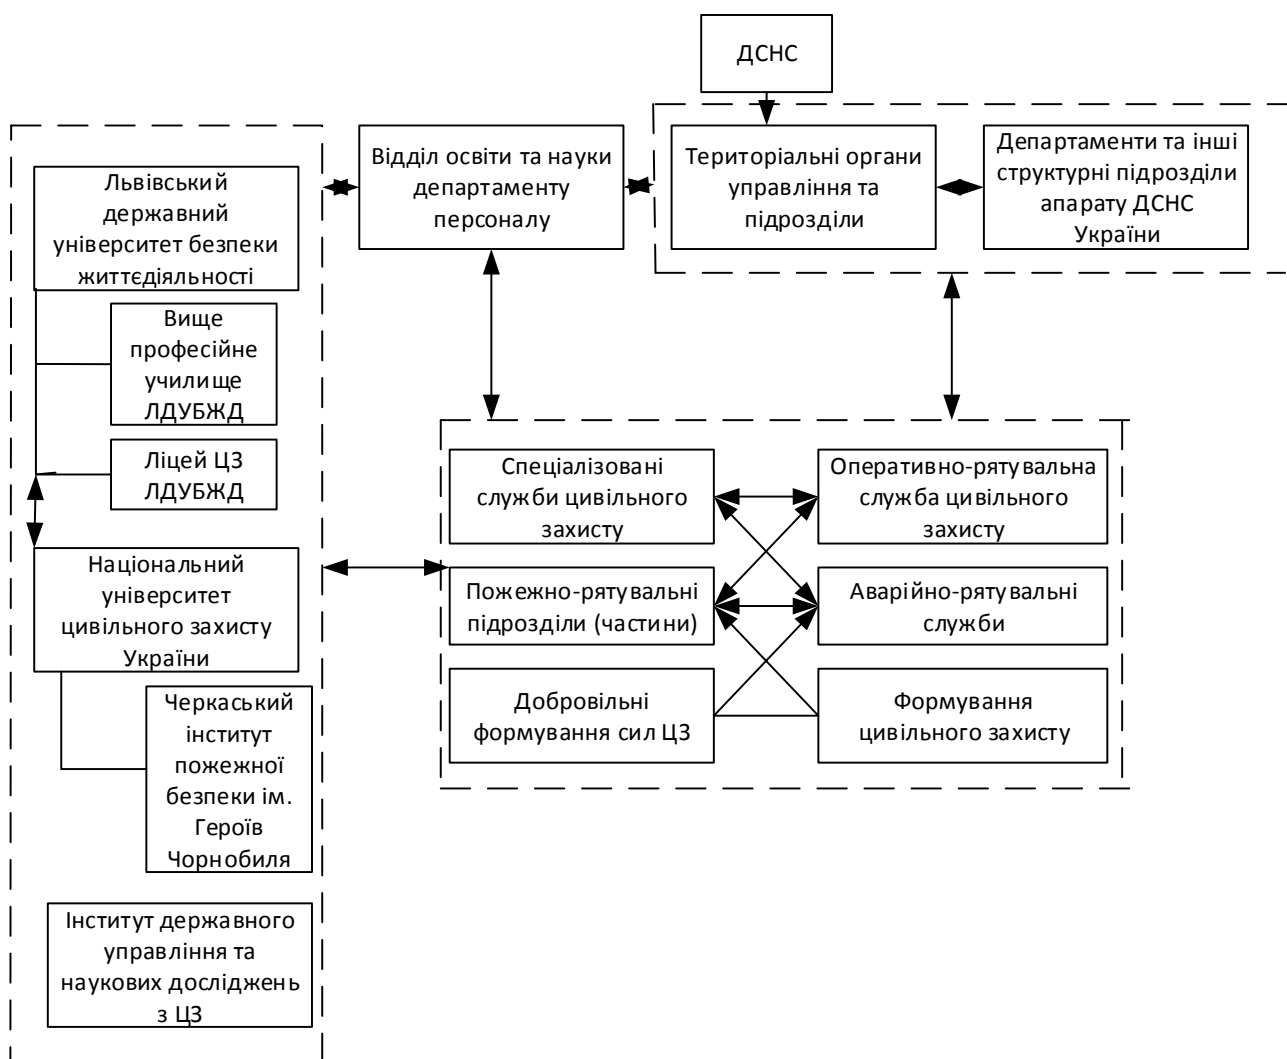 ДСНС
Відділ освіти та науки
департаменту
персоналу
Територіальні органи
управління та
підрозділи
Департаменти та інші
структурні підрозділи
апарату ДСНС
України
Львівський
державний
університет безпеки
життєдіяльності
Вище
професійне
училище
ЛДУБЖД
Ліцей ЦЗ
ЛДУБЖД
Національний
університет
цивільного захисту
України
Черкаський
інститут
пожежної
безпеки ім.
Героїв
Чорнобиля
Інститут державного
управління та
наукових досліджень
з ЦЗ
Спеціалізовані
служби цивільного
захисту
Оперативно-рятувальна
служба цивільного
захисту
Пожежно-рятувальні
підрозділи (частини)
Аварійно-рятувальні
служби
Добровільні
формування сил ЦЗ
Формування
цивільного захисту